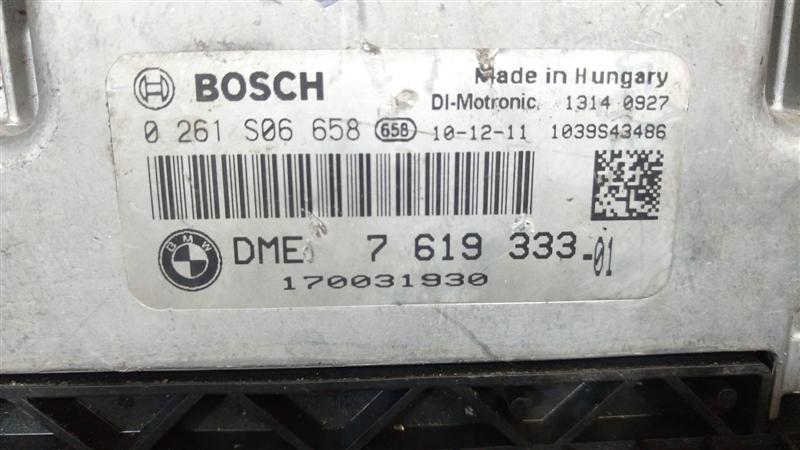 BOSCH Made in Hungary
DI-Motronic. 1314 0927
0 261 S06 658 658 10-12-11 1039S43486
BMW DME 7 619 333-01
170031930